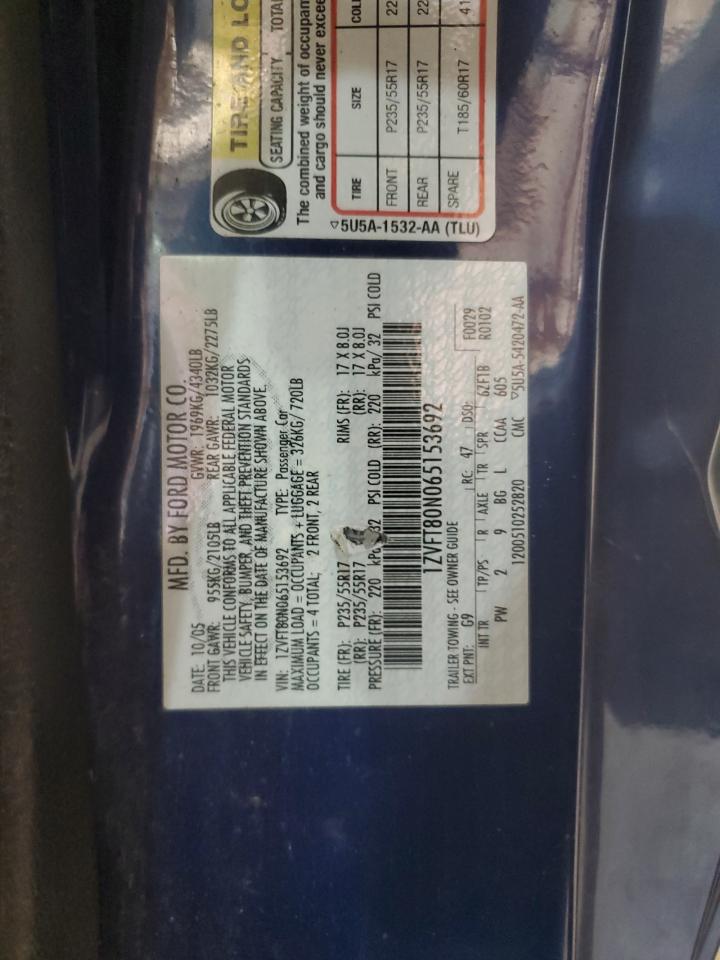 TIRE AND LO
SEATING CAPACITY TOTA
The combined weight of occupan
and cargo should never excee
TIRE SIZE COL
FRONT P235/55R17 22
REAR P235/55R17 22
SPARE T185/60R17 41
5U5A-1532-AA (TLU)
MFD. BY FORD MOTOR CO.
DATE: 10/05 GVWR: 1969KG/4340LB
FRONT GAWR: 955KG/2105LB REAR GAWR: 1032KG/2275LB
THIS VEHICLE CONFORMS TO ALL APPLICABLE FEDERAL MOTOR
VEHICLE SAFETY, BUMPER, AND THEFT PREVENTION STANDARDS
IN EFFECT ON THE DATE OF MANUFACTURE SHOWN ABOVE.
VIN: 1ZVFT80N065153692 TYPE: Passenger Car
MAXIMUM LOAD = OCCUPANTS + LUGGAGE = 326KG/ 720LB
OCCUPANTS = 4 TOTAL; 2 FRONT, 2 REAR
TIRE (FR): P235/55R17 RIMS (FR): 17 X 8.0J
(RR): P235/55R17 (RR): 17 X 8.0J
PRESSURE (FR): 220 kPa/ 32 PSI COLD (RR): 220 kPa/ 32 PSI COLD
1ZVFT80N065153692
TRAILER TOWING - SEE OWNER GUIDE F0029
EXT PNT: G9 RC: 47 DSO: R0102
INT TR TP/PS R AXLE TR SPR 6ZF1B
PW 2 9 BG L CCAA 605
1200510252820 CMC 5U5A-5420472-AA